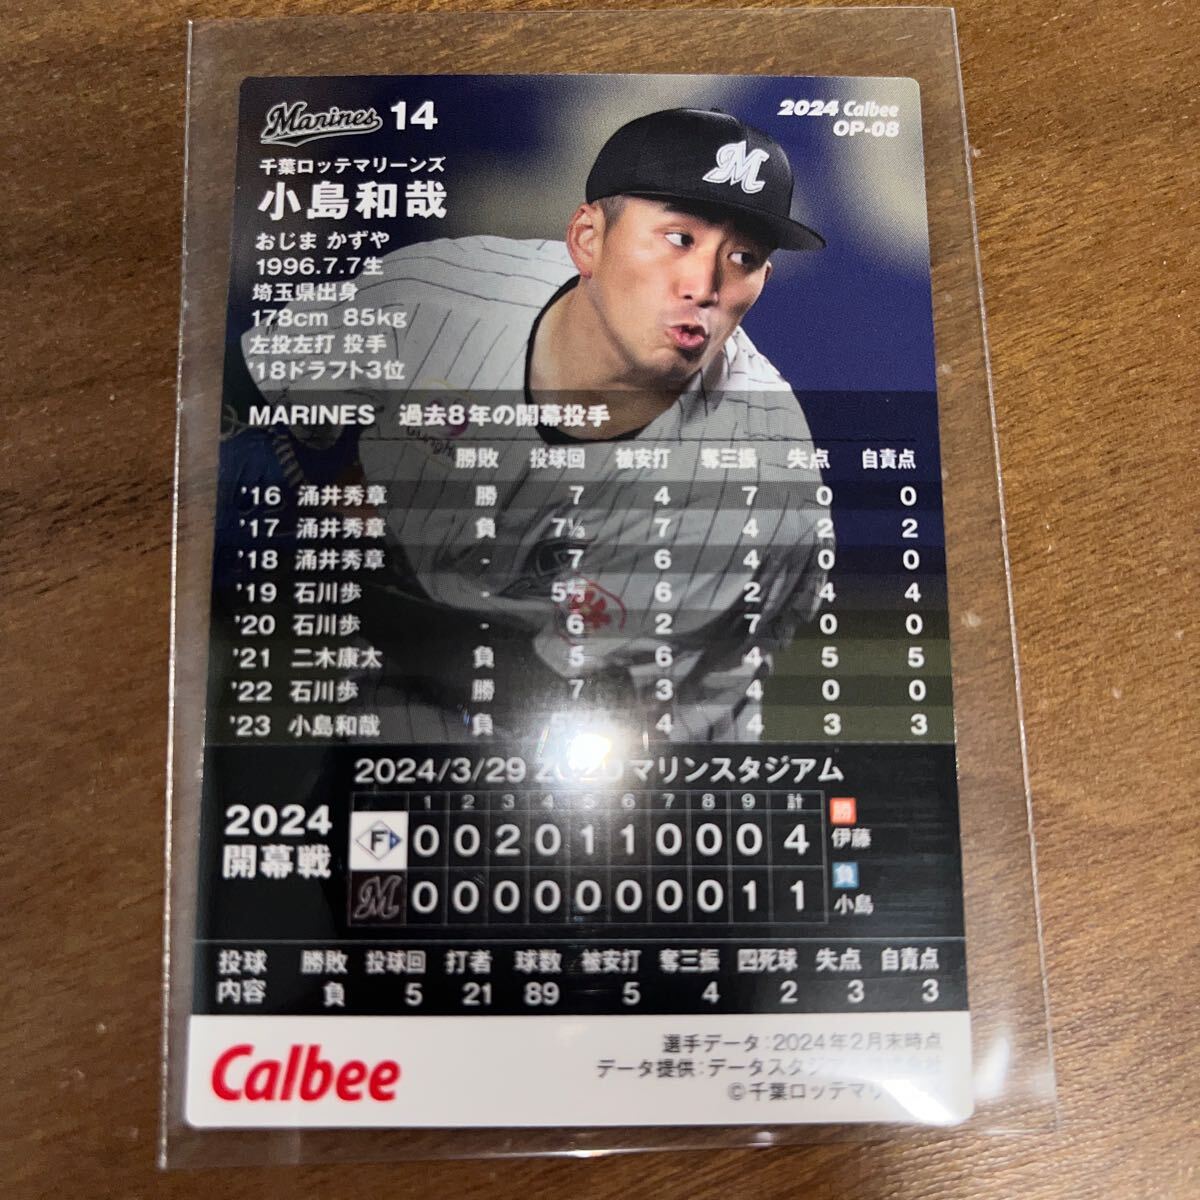 Marines 14
2024 Calbee
OP-08
千葉ロッテマリーンズ
小島和哉
おじま かずや
1996.7.7生
埼玉県出身
178cm 85kg
左投左打 投手
'18ドラフト3位
MARINES 過去8年の開幕投手
勝敗 投球回 被安打 奪三振 失点 自責点
'16 涌井秀章 勝 7 4 7 0 0
'17 涌井秀章 負 7⅓ 7 4 2 2
'18 涌井秀章 - 7 6 4 0 0
'19 石川歩 - 5⅔ 6 2 4 4
'20 石川歩 - 6 2 7 0 0
'21 二木康太 負 5 6 4 5 5
'22 石川歩 勝 7 3 4 0 0
'23 小島和哉 負 4 4 3 3
2024/3/29 ZOZOマリンスタジアム
2024
開幕戦
1 2 3 4 5 6 7 8 9 計
F 0 0 2 0 1 1 0 0 0 4
M 0 0 0 0 0 0 0 0 1 1
勝
伊藤
負
小島
投球内容 勝敗 投球回 打者 球数 被安打 奪三振 四死球 失点 自責点
負 5 21 89 5 4 2 3 3
Calbee
選手データ:2024年2月末時点
データ提供:データスタジ
©千葉ロッテマリ